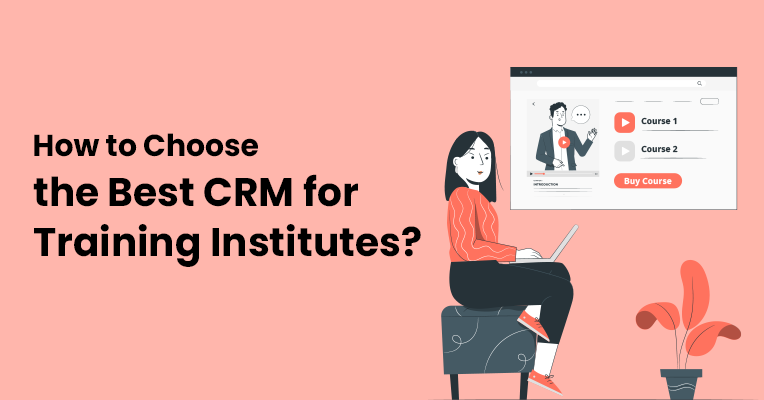 How to Choose
the Best CRM for
Training Institutes?
Course 1
Course 2
Buy Course
INTRODUCTION